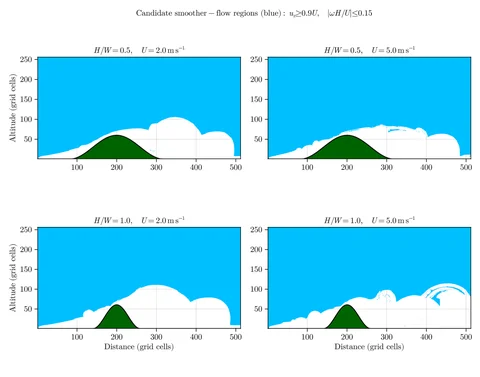 Candidate smoother − flow regions (blue) : uₓ≥0.9U, |ωH/U|≤0.15
H/W = 0.5, U = 2.0 m s⁻¹
H/W = 0.5, U = 5.0 m s⁻¹
Altitude (grid cells)
250
200
150
100
50
100 200 300 400 500
250
200
150
100
50
100 200 300 400 500
H/W = 1.0, U = 2.0 m s⁻¹
H/W = 1.0, U = 5.0 m s⁻¹
Altitude (grid cells)
250
200
150
100
50
100 200 300 400 500
Distance (grid cells)
250
200
150
100
50
100 200 300 400 500
Distance (grid cells)